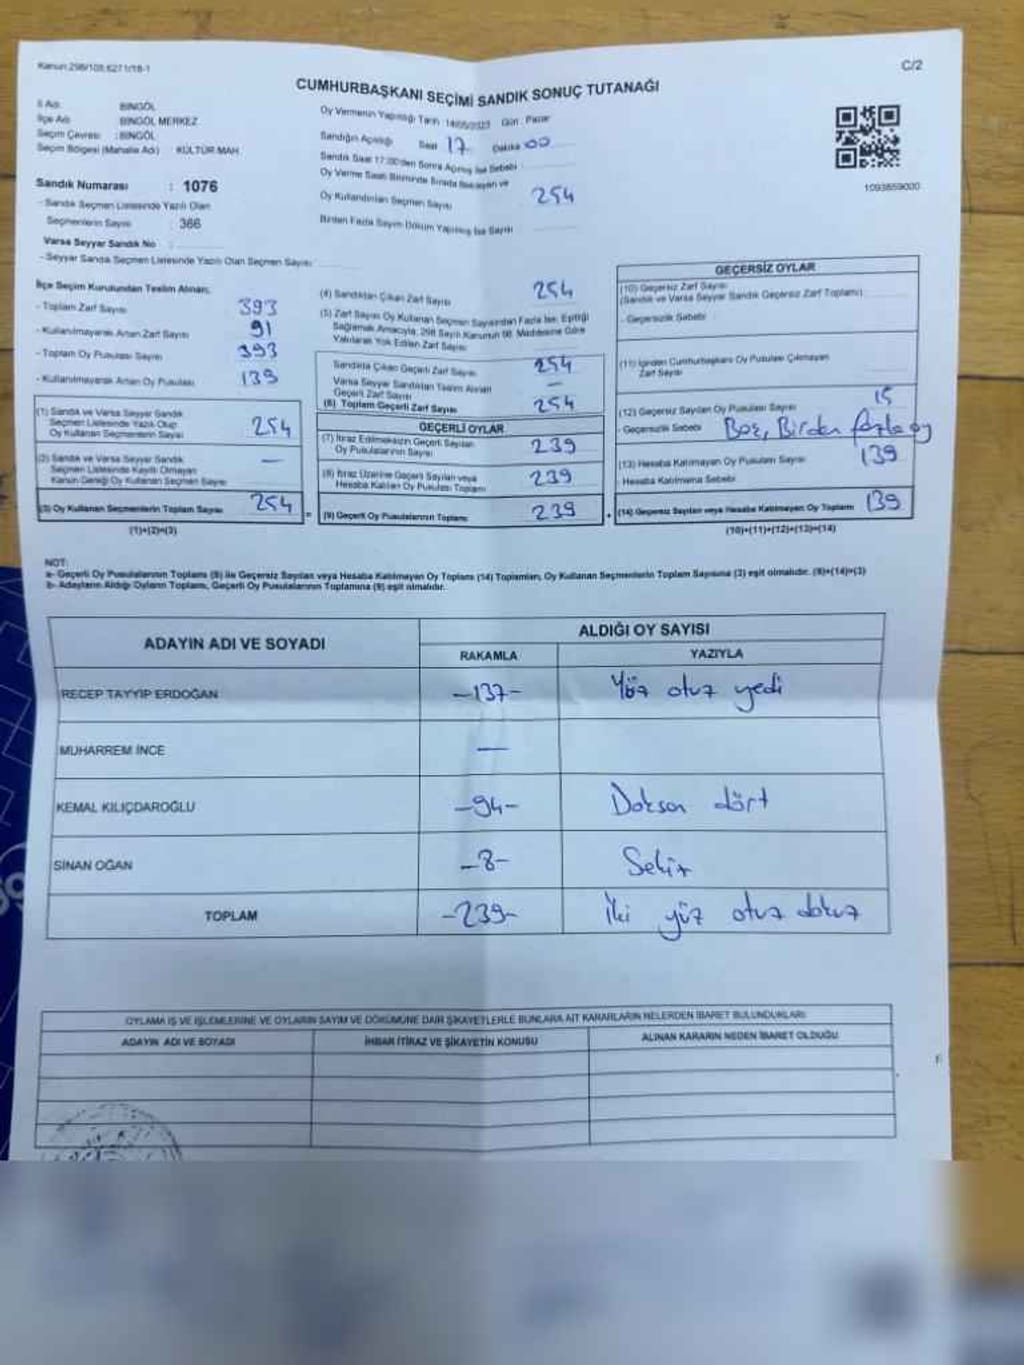 Kanun:298/105,6271/18-1
C/2
CUMHURBAŞKANI SEÇİMİ SANDIK SONUÇ TUTANAĞI
İl Adı : BİNGÖL
İlçe Adı : BİNGÖL MERKEZ
Seçim Çevresi : BİNGÖL
Seçim Bölgesi (Mahalle Adı) : KÜLTÜR MAH.
Sandık Numarası : 1076
- Sandık Seçmen Listesinde Yazılı Olan
Seçmenlerin Sayısı : 366
Varsa Seyyar Sandık No :
- Seyyar Sandık Seçmen Listesinde Yazılı Olan Seçmen Sayısı
Oy Vermenin Yapıldığı Tarih : 14/05/2023 Gün : Pazar
Sandığın Açıldığı Saat 17 Dakika 00
Sandık Saat 17:00'den Sonra Açılmış İse Sebebi :
Oy Verme Saati Bitiminde Sırada Bekleyen ve
Oy Kullandırılan Seçmen Sayısı 254
Birden Fazla Sayım Döküm Yapılmış İse Sayısı
1093859000
İlçe Seçim Kurulundan Teslim Alınan;
- Toplam Zarf Sayısı 393
- Kullanılmayarak Artan Zarf Sayısı 91
- Toplam Oy Pusulası Sayısı 393
- Kullanılmayarak Artan Oy Pusulası 139
(1) Sandık ve Varsa Seyyar Sandık
Seçmen Listesinde Yazılı Olup
Oy Kullanan Seçmenlerin Sayısı 254
(2) Sandık ve Varsa Seyyar Sandık
Seçmen Listesinde Kayıtlı Olmayan
Kanun Gereği Oy Kullanan Seçmen Sayısı —
(3) Oy Kullanan Seçmenlerin Toplam Sayısı 254
(1)+(2)=(3)
(4) Sandıktan Çıkan Zarf Sayısı 254
(5) Zarf Sayısı Oy Kullanan Seçmen Sayısından Fazla İse, Eşitliği
Sağlamak Amacıyla, 298 Sayılı Kanunun 98. Maddesine Göre
Yakılarak Yok Edilen Zarf Sayısı
Sandıkta Çıkan Geçerli Zarf Sayısı 254
Varsa Seyyar Sandıktan Teslim Alınan
Geçerli Zarf Sayısı —
(6) Toplam Geçerli Zarf Sayısı 254
GEÇERLİ OYLAR
(7) İtiraz Edilmeksizin Geçerli Sayılan
Oy Pusulalarının Sayısı 239
(8) İtiraz Üzerine Geçerli Sayılan veya
Hesaba Katılan Oy Pusulası Toplamı 239
(9) Geçerli Oy Pusulalarının Toplamı 239
GEÇERSİZ OYLAR
(10) Geçersiz Zarf Sayısı
(Sandık ve Varsa Seyyar Sandık Geçersiz Zarf Toplamı)
- Geçersizlik Sebebi :
(11) İçinden Cumhurbaşkanı Oy Pusulası Çıkmayan
Zarf Sayısı
(12) Geçersiz Sayılan Oy Pusulası Sayısı 15
- Geçersizlik Sebebi Boş, Birden fazla oy
(13) Hesaba Katılmayan Oy Pusulası Sayısı 139
- Hesaba Katılmama Sebebi
(14) Geçersiz Sayılan veya Hesaba Katılmayan Oy Toplamı 139
(10)+(11)+(12)+(13)=(14)
NOT:
a- Geçerli Oy Pusulalarının Toplamı (9) ile Geçersiz Sayılan veya Hesaba Katılmayan Oy Toplamı (14) Toplamları, Oy Kullanan Seçmenlerin Toplam Sayısına (3) eşit olmalıdır. (9)+(14)=(3)
b- Adayların Aldığı Oyların Toplamı, Geçerli Oy Pusulalarının Toplamına (9) eşit olmalıdır.
ADAYIN ADI VE SOYADI ALDIĞI OY SAYISI
RAKAMLA YAZIYLA
RECEP TAYYİP ERDOĞAN -137- Yüz otuz yedi
MUHARREM İNCE —
KEMAL KILIÇDAROĞLU -94- Doksan dört
SİNAN OĞAN -8- Sekiz
TOPLAM -239- İki yüz otuz dokuz
OYLAMA İŞ VE İŞLEMLERİNE VE OYLARIN SAYIM VE DÖKÜMÜNE DAİR ŞİKAYETLERLE BUNLARA AİT KARARLARIN NELERDEN İBARET BULUNDUKLARI
ADAYIN ADI VE SOYADI İHBAR İTİRAZ VE ŞİKAYETİN KONUSU ALINAN KARARIN NEDEN İBARET OLDUĞU